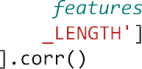 features
_LENGTH']
].corr()